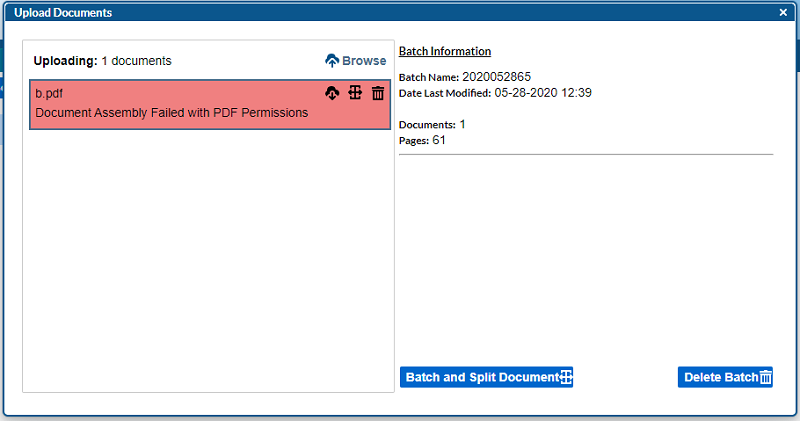 Upload Documents
Uploading: 1 documents
Browse
b.pdf
Document Assembly Failed with PDF Permissions
Batch Information
Batch Name: 2020052865
Date Last Modified: 05-28-2020 12:39
Documents: 1
Pages: 61
Batch and Split Document
Delete Batch